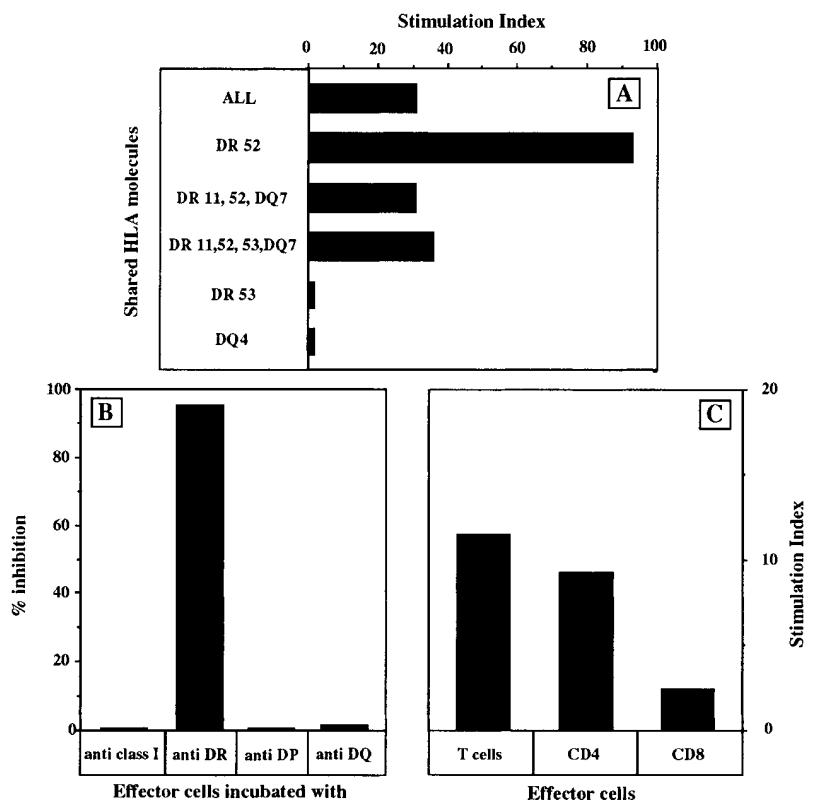 Stimulation Index
0 20 40 60 80 100
A
Shared HLA molecules
ALL
DR 52
DR 11, 52, DQ7
DR 11,52, 53,DQ7
DR 53
DQ4
B
% inhibition
100
80
60
40
20
0
anti class I anti DR anti DP anti DQ
Effector cells incubated with
C
20
10
0
Stimulation Index
T cells CD4 CD8
Effector cells